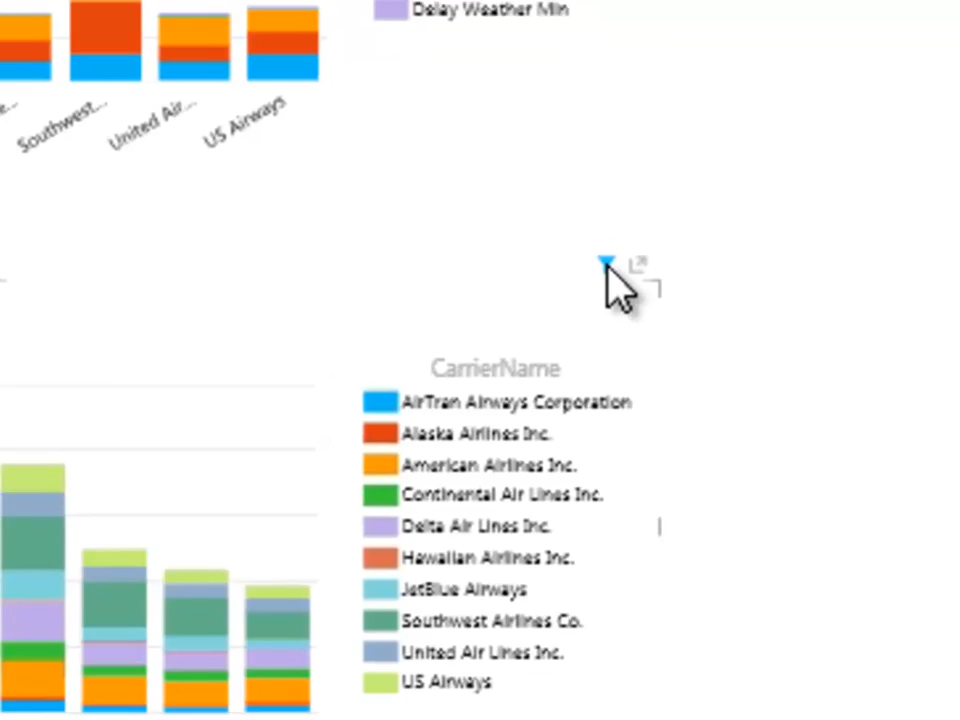 Delay Weather Min
e...
Southwest...
United Air...
US Airways
CarrierName
AirTran Airways Corporation
Alaska Airlines Inc.
American Airlines Inc.
Continental Air Lines Inc.
Delta Air Lines Inc.
Hawaiian Airlines Inc.
JetBlue Airways
Southwest Airlines Co.
United Air Lines Inc.
US Airways